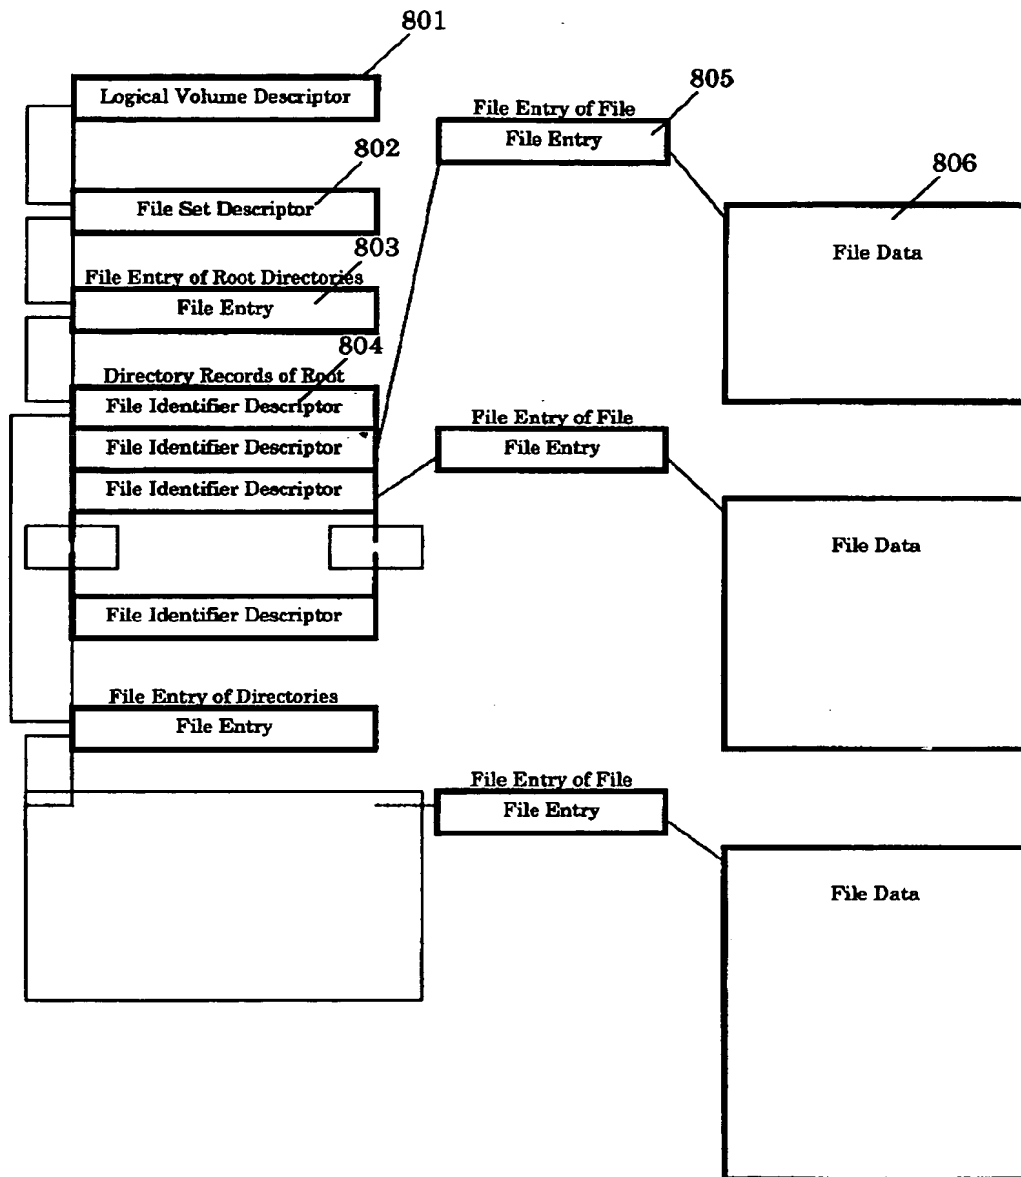 801
Logical Volume Descriptor
802
File Set Descriptor
803
File Entry of Root Directories
File Entry
804
Directory Records of Root
File Identifier Descriptor
File Identifier Descriptor
File Identifier Descriptor
File Identifier Descriptor
File Entry of Directories
File Entry
805
File Entry of File
File Entry
806
File Data
File Entry of File
File Entry
File Data
File Entry of File
File Entry
File Data